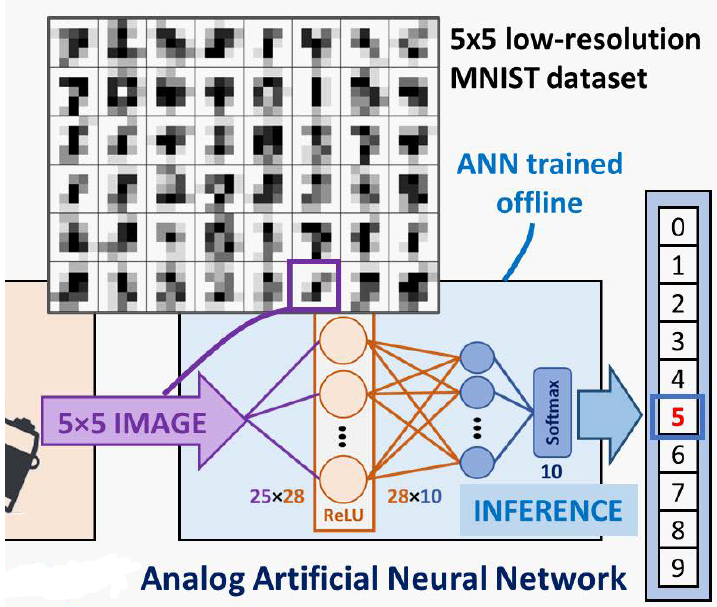 5x5 low-resolution
MNIST dataset
ANN trained
offline
5×5 IMAGE
25×28
ReLU
28×10
Softmax
10
INFERENCE
0
1
2
3
4
5
6
7
8
9
Analog Artificial Neural Network